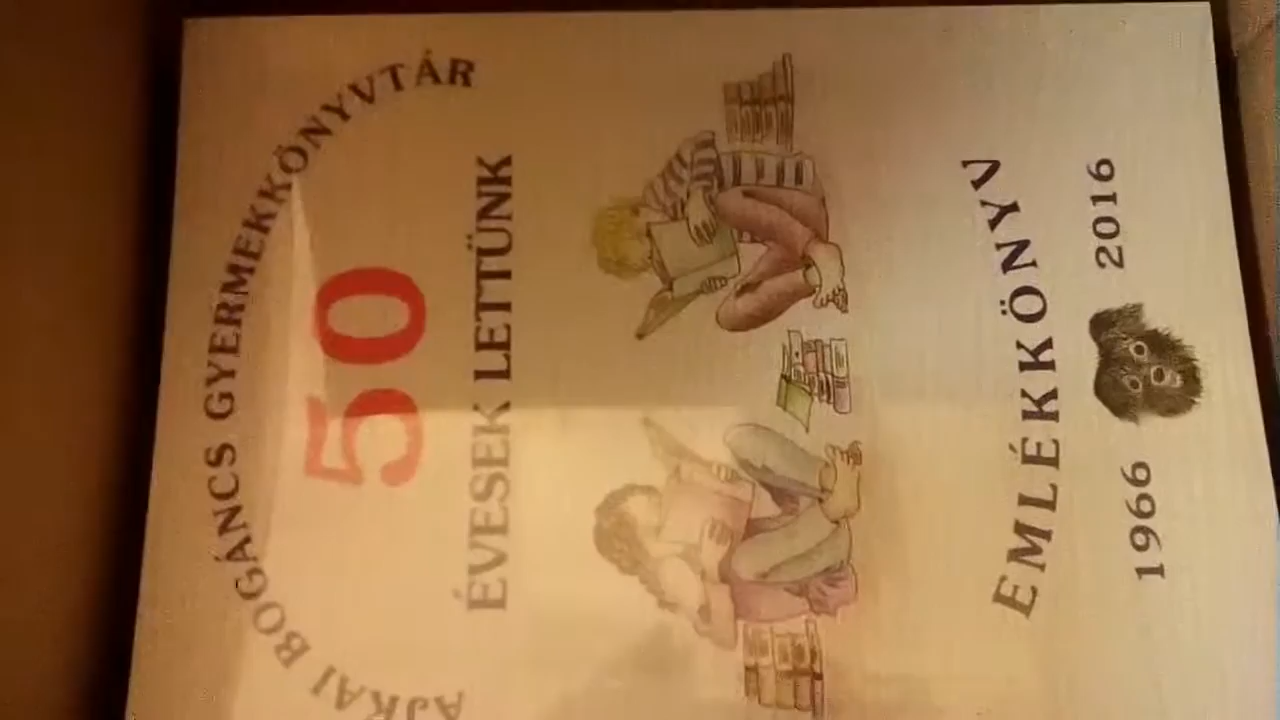 AJKAI BOGÁNCS GYERMEKKÖNYVTÁR
50
ÉVESEK LETTÜNK
EMLÉKKÖNYV
1966 2016